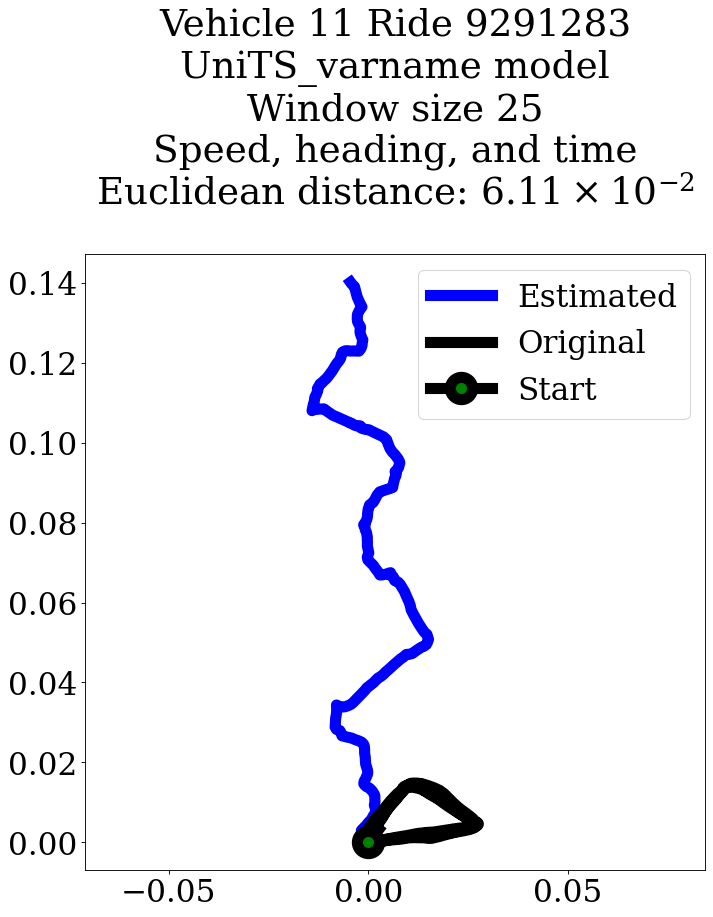 Vehicle 11 Ride 9291283
UniTS_varname model
Window size 25
Speed, heading, and time
Euclidean distance: 6.11 × 10⁻²
Estimated
Original
Start
0.14
0.12
0.10
0.08
0.06
0.04
0.02
0.00
−0.05 0.00 0.05